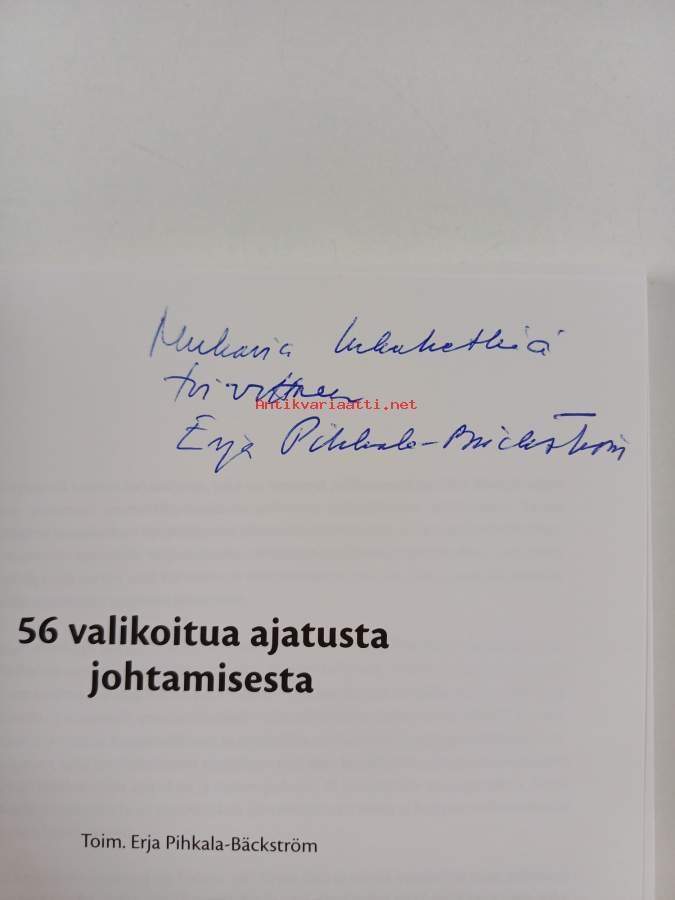 Mukavia lukuhetkiä
toivottaen
Antikvariaatti.net
Erja Pihkala-Bäckström
56 valikoitua ajatusta
johtamisesta
Toim. Erja Pihkala-Bäckström